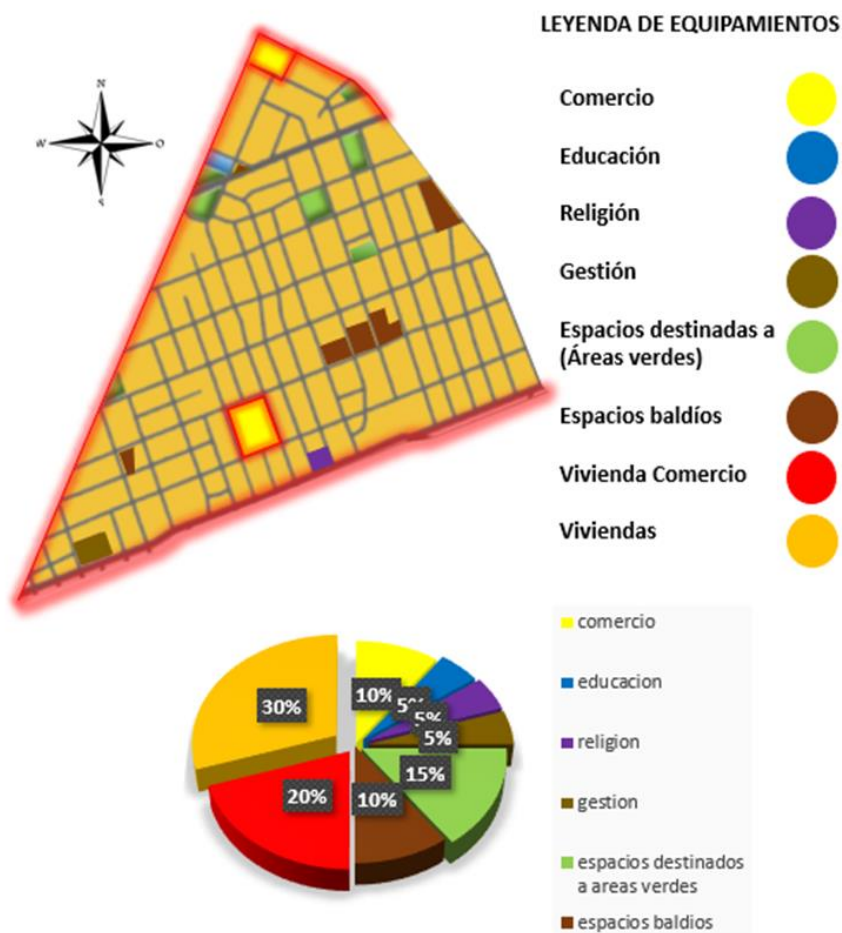 LEYENDA DE EQUIPAMIENTOS
N
W
O
S
Comercio
Educación
Religión
Gestión
Espacios destinadas a
(Áreas verdes)
Espacios baldíos
Vivienda Comercio
Viviendas
10%
5%
5%
5%
15%
10%
20%
30%
comercio
educacion
religion
gestion
espacios destinados
a areas verdes
espacios baldios